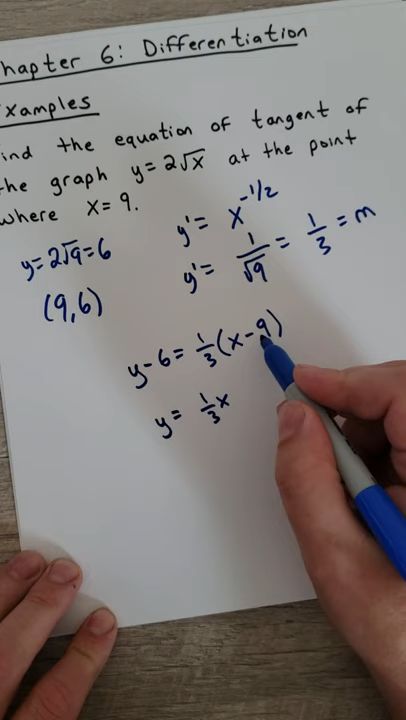 hapter 6: Differentiation
xamples
ind the equation of tangent of
the graph y = 2√x at the point
where x = 9.
y = 2√9 = 6
(9,6)
y' = x^-1/2
y' = 1/√9 = 1/3 = m
y - 6 = 1/3(x - 9)
y = 1/3x